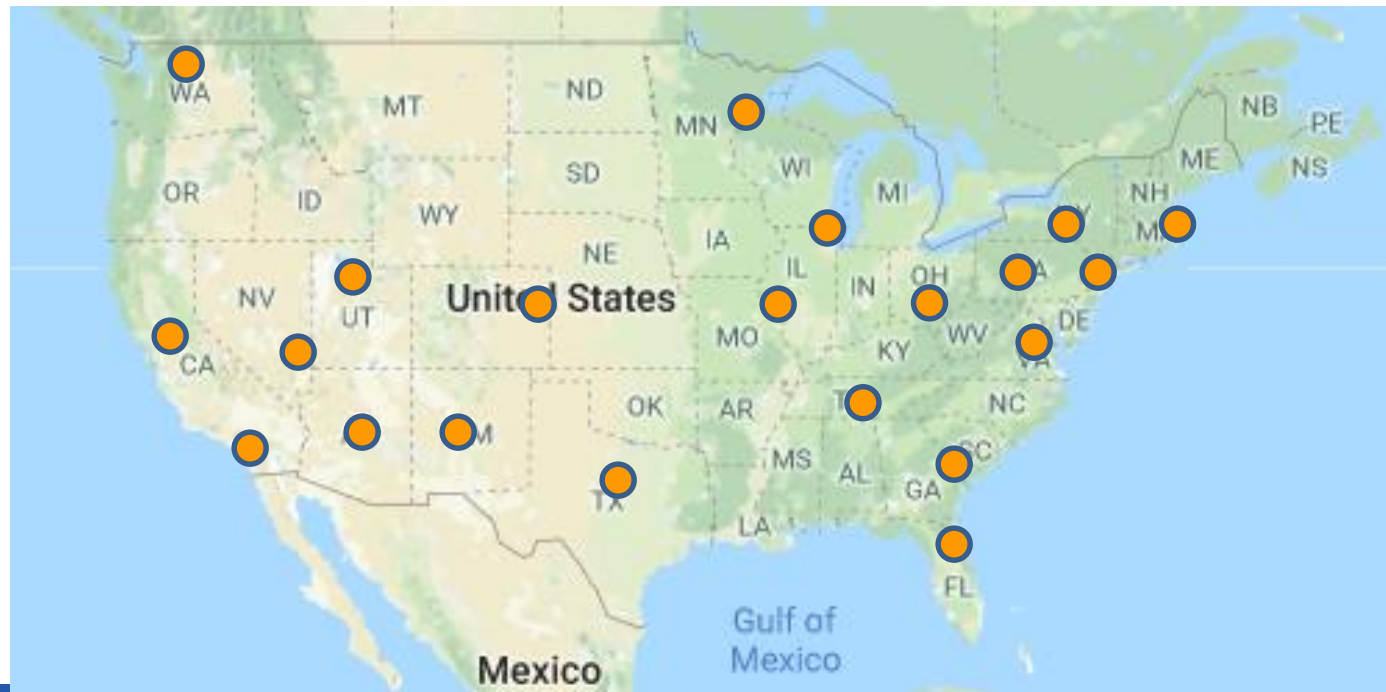 WA
MT
ND
MN
NB
PE
ME
NS
OR
ID
SD
WI
MI
NH
WY
IA
NE
IL
IN
OH
NV
UT
United States
DE
MO
WV
KY
CA
VA
OK
AR
NC
MS
AL
SC
GA
TX
LA
FL
Gulf of
Mexico
Mexico